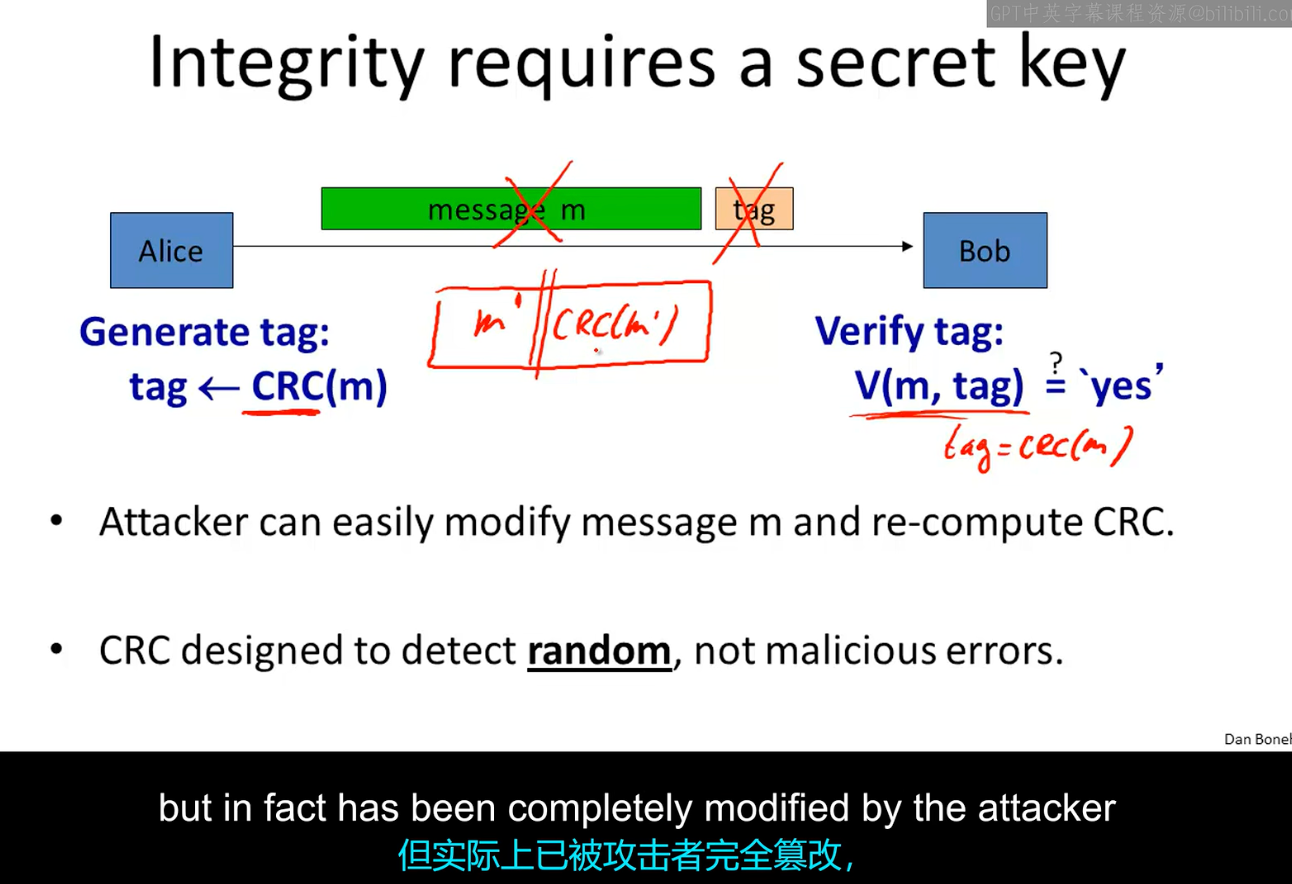 GPT中英字幕课程资源@bilibili.co
Integrity requires a secret key
message m
tag
Alice
Bob
m' || CRC(m')
Generate tag:
tag ← CRC(m)
Verify tag:
V(m, tag) =? `yes’
tag = CRC(m)
• Attacker can easily modify message m and re-compute CRC.
• CRC designed to detect random, not malicious errors.
Dan Boneh
but in fact has been completely modified by the attacker
但实际上已被攻击者完全篡改，